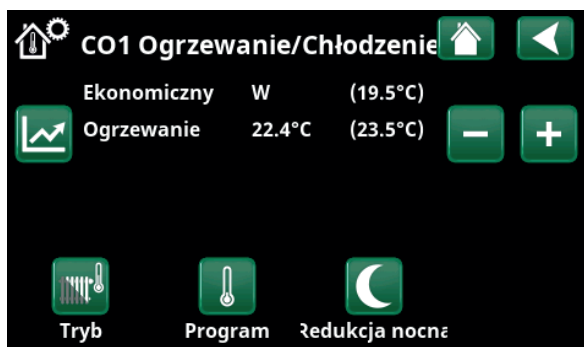 CO1 Ogrzewanie/Chłodzenie
Ekonomiczny W (19.5°C)
Ogrzewanie 22.4°C (23.5°C)
Tryb Program Redukcja nocna